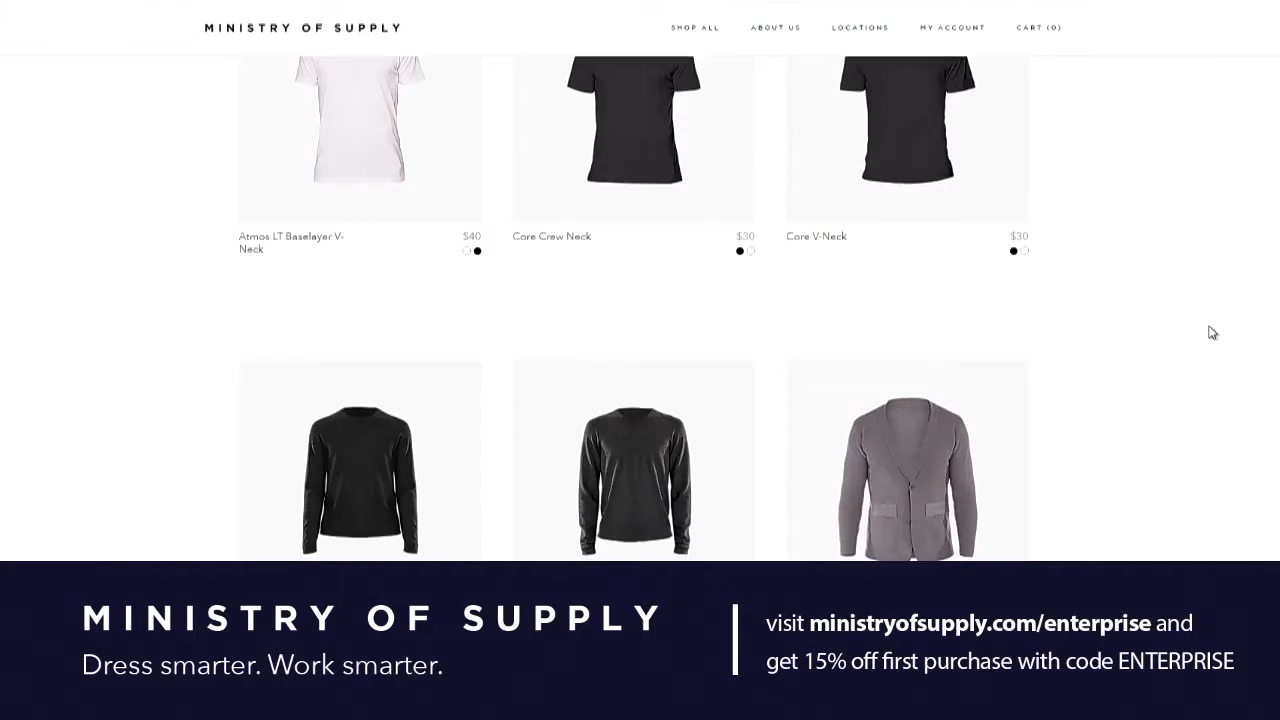 MINISTRY OF SUPPLY
SHOP ALL
ABOUT US
LOCATIONS
MY ACCOUNT
CART (0)
Atmos LT Baselayer V-
Neck
$40
Core Crew Neck
$30
Core V-Neck
$30
MINISTRY OF SUPPLY
Dress smarter. Work smarter.
visit ministryofsupply.com/enterprise and
get 15% off first purchase with code ENTERPRISE